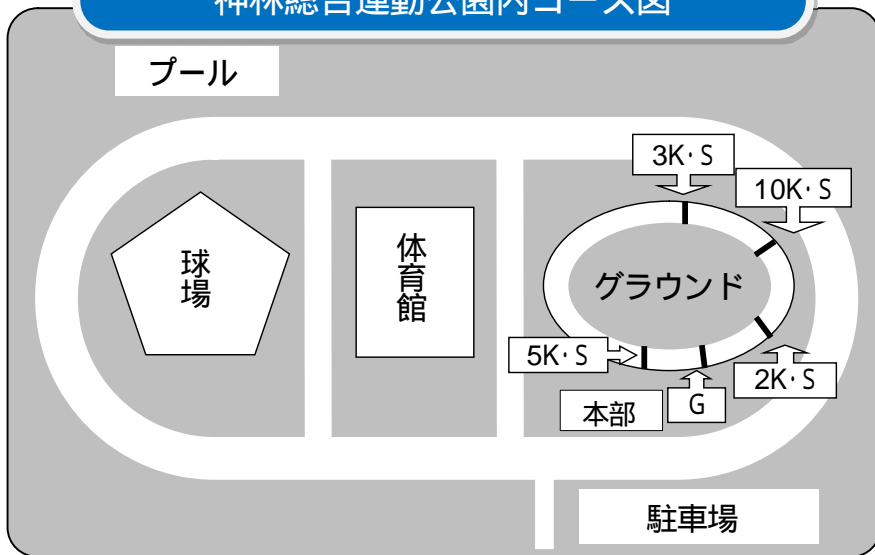 神林総合運動公園内コース図
プール
3K・S
10K・S
球場
体育館
グラウンド
5K・S
2K・S
本部
G
駐車場